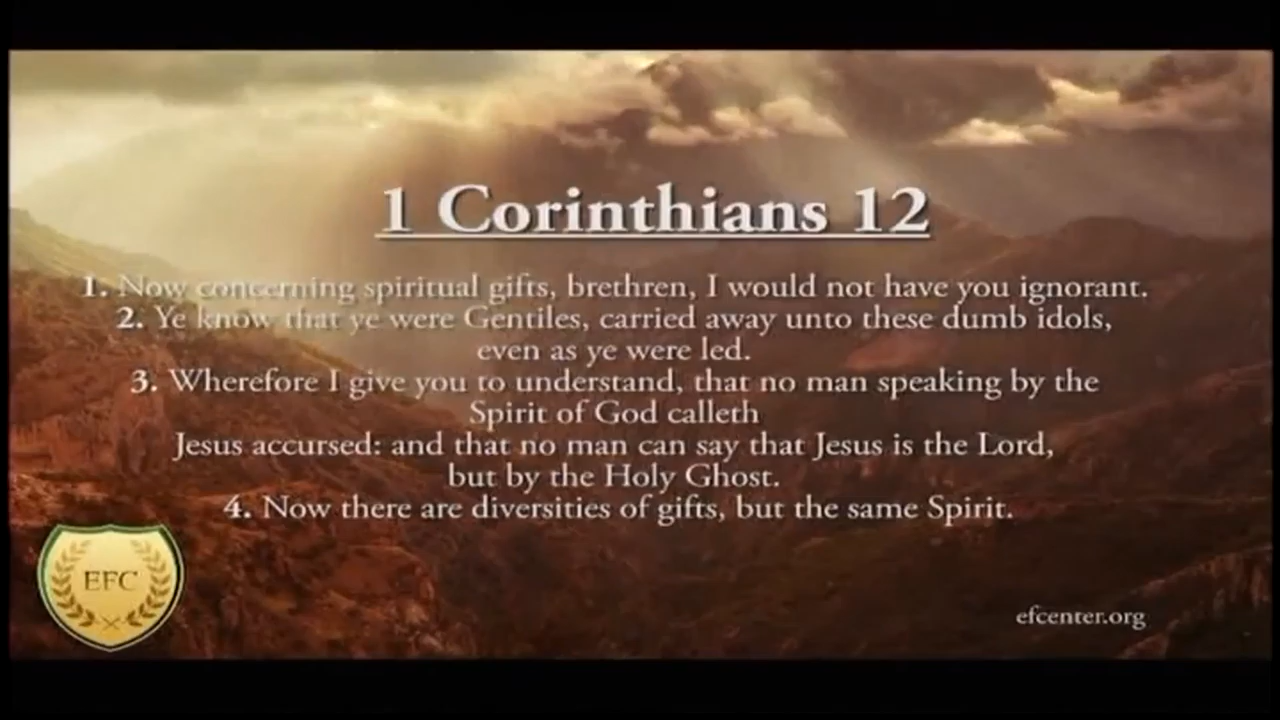 1 Corinthians 12
1. Now concerning spiritual gifts, brethren, I would not have you ignorant.
2. Ye know that ye were Gentiles, carried away unto these dumb idols,
even as ye were led.
3. Wherefore I give you to understand, that no man speaking by the
Spirit of God calleth
Jesus accursed: and that no man can say that Jesus is the Lord,
but by the Holy Ghost.
4. Now there are diversities of gifts, but the same Spirit.
EFC
efcenter.org